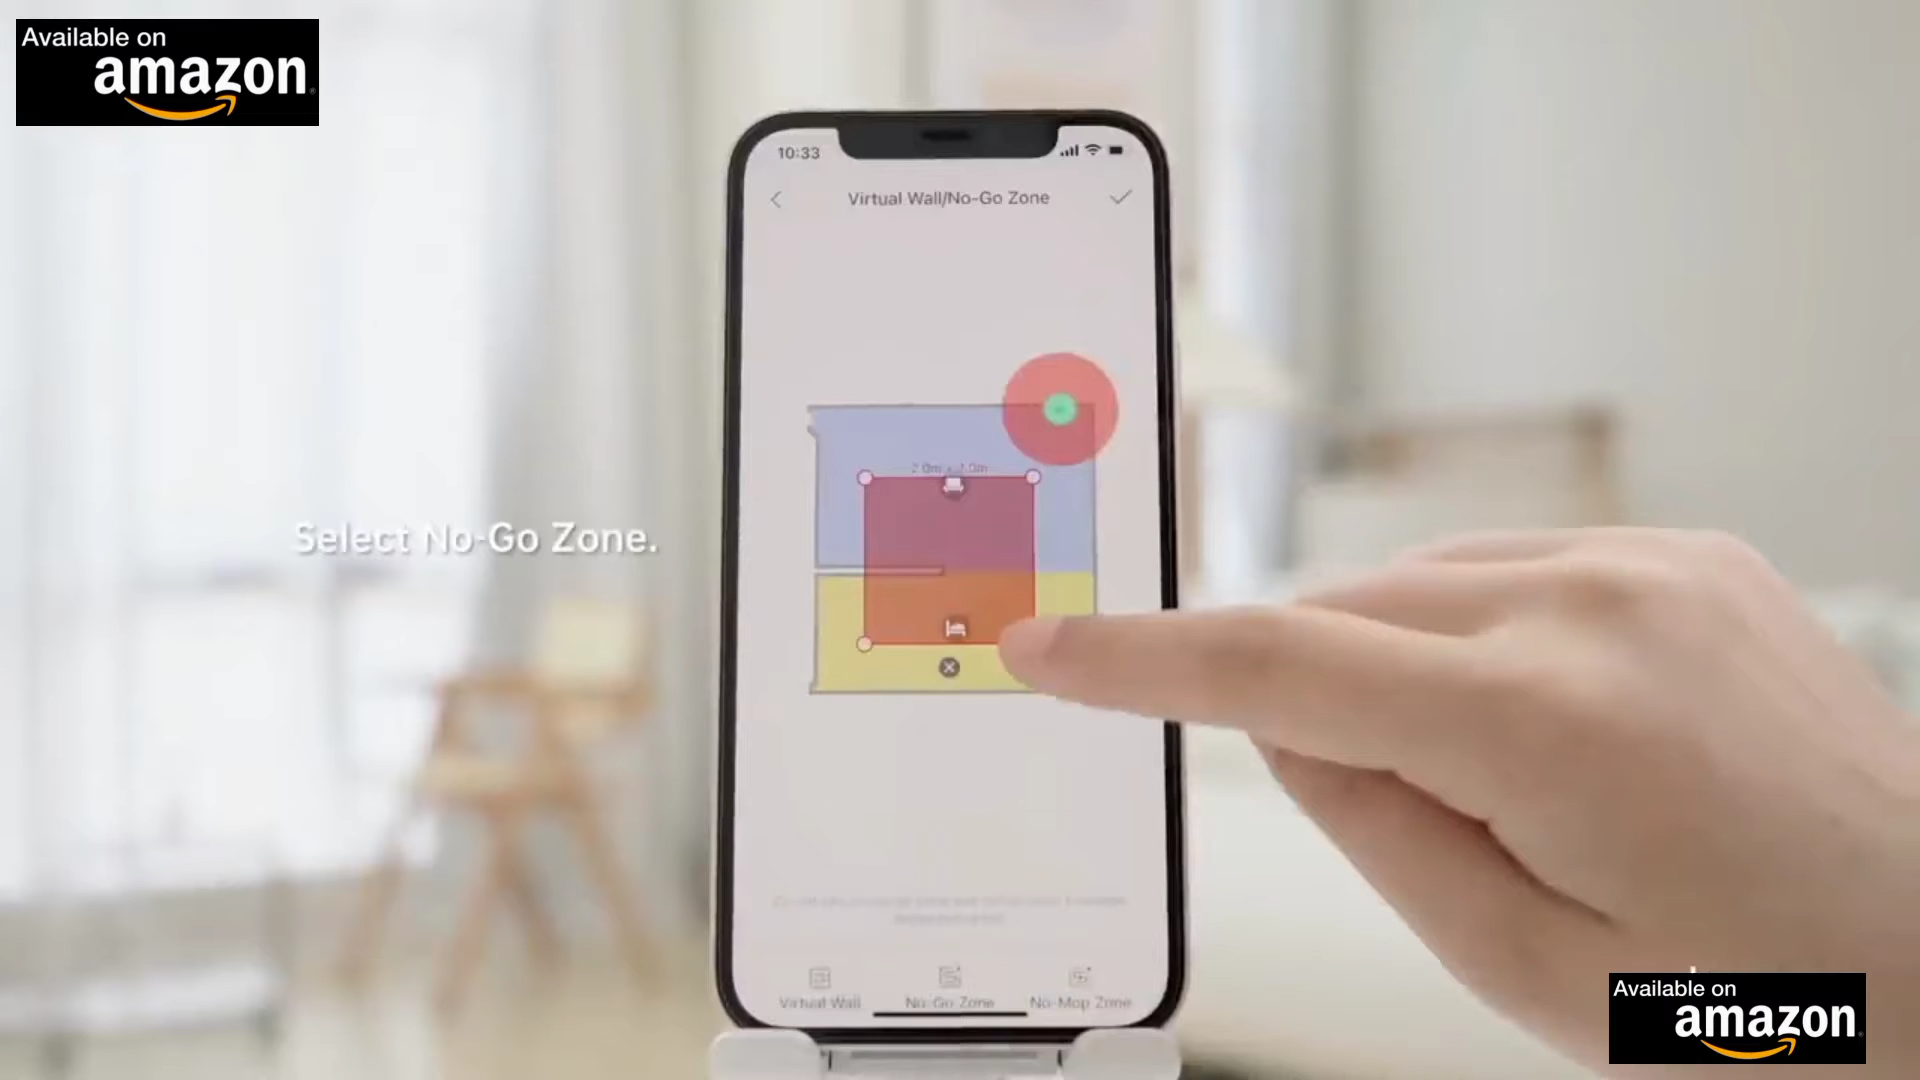 Available on
amazon
10:33
Virtual Wall/No-Go Zone
Select No-Go Zone.
Virtual Wall
No-Go Zone
No-Mop Zone
Available on
amazon